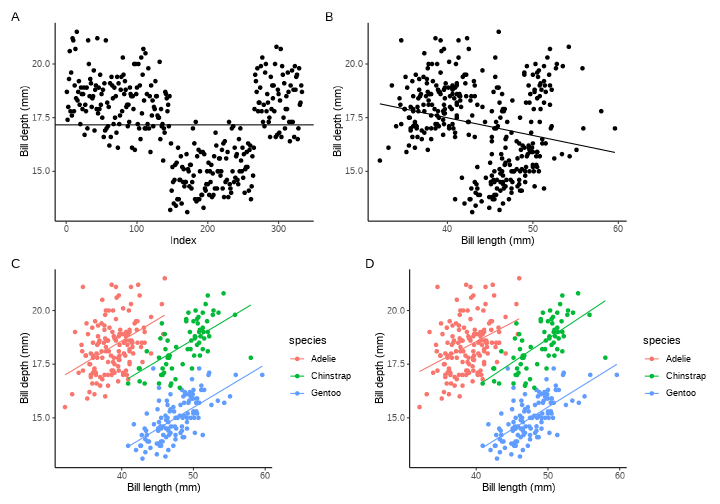 A
Bill depth (mm)
20.0
17.5
15.0
0
100
200
300
Index
B
Bill depth (mm)
20.0
17.5
15.0
40
50
60
Bill length (mm)
C
Bill depth (mm)
20.0
17.5
15.0
40
50
60
Bill length (mm)
species
Adelie
Chinstrap
Gentoo
D
Bill depth (mm)
20.0
17.5
15.0
40
50
60
Bill length (mm)
species
Adelie
Chinstrap
Gentoo